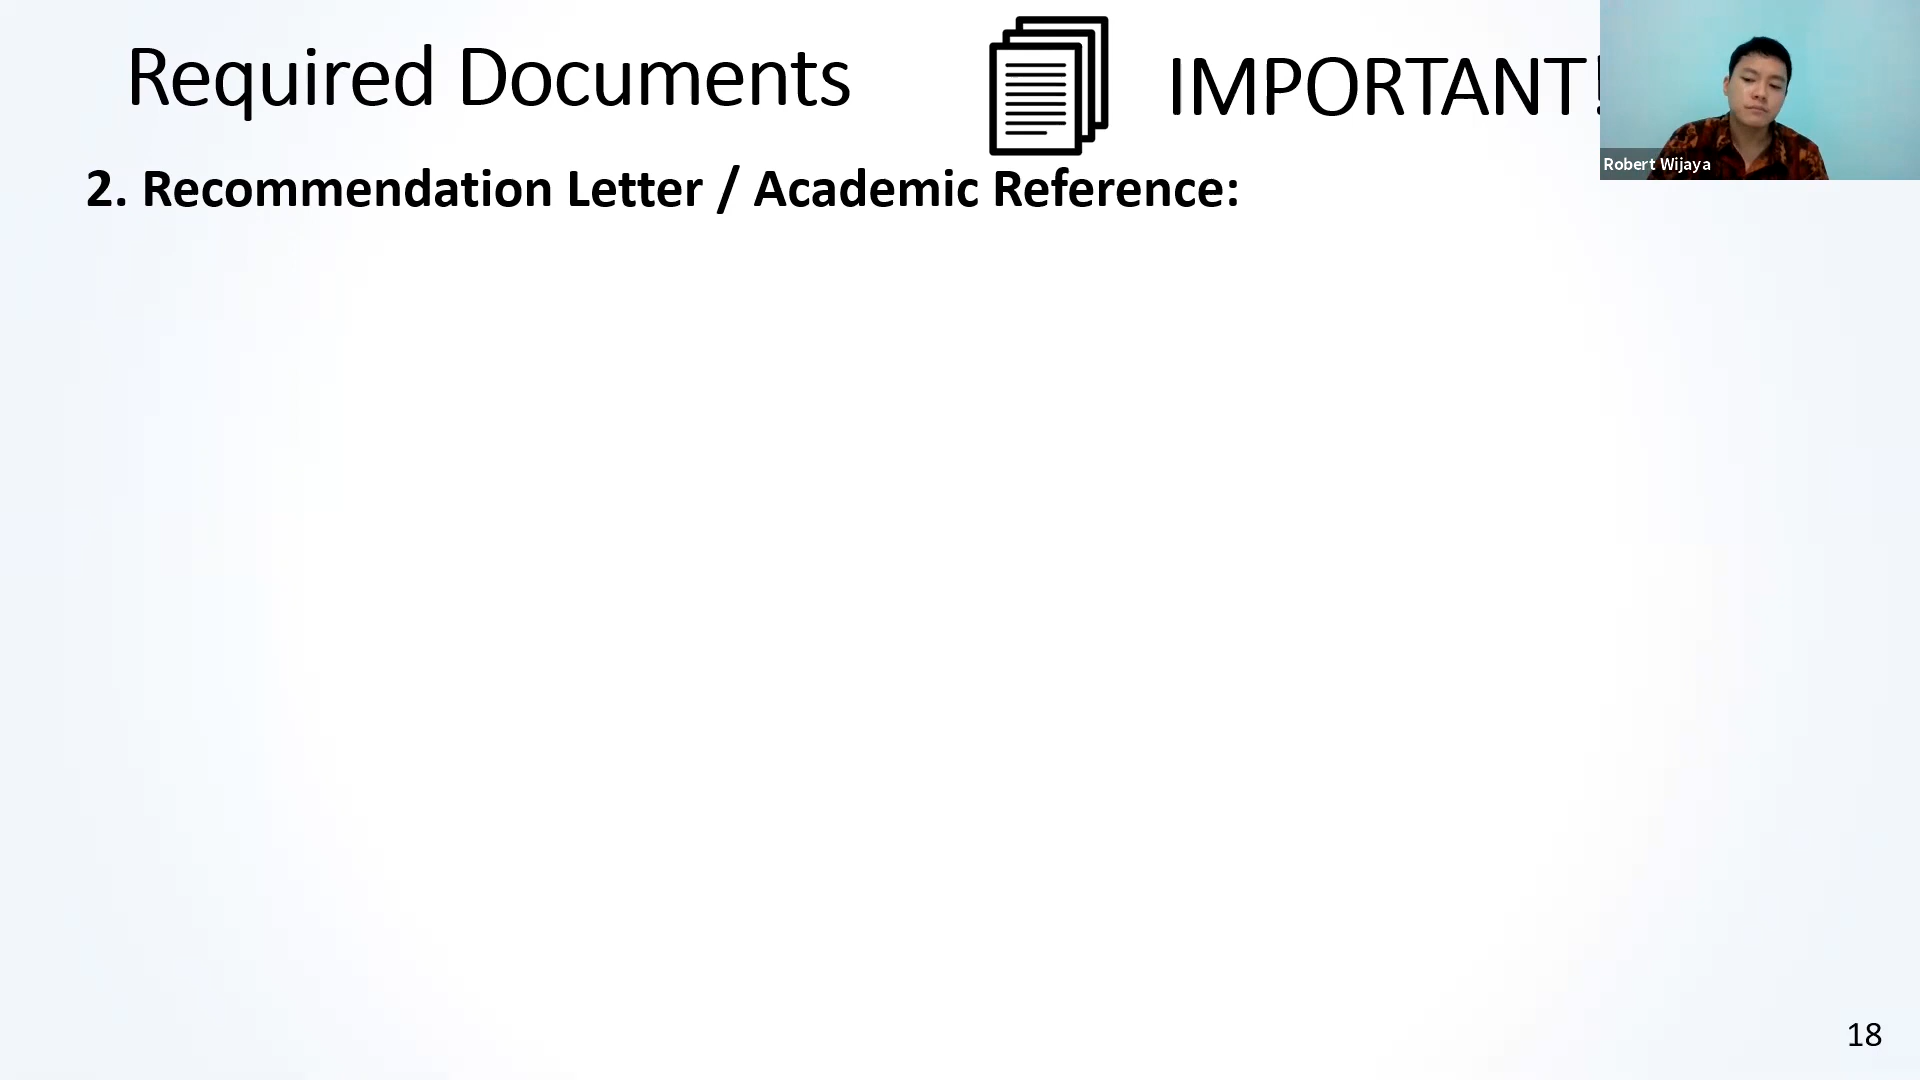 Required Documents
IMPORTANT!
Robert Wijaya
2. Recommendation Letter / Academic Reference:
18